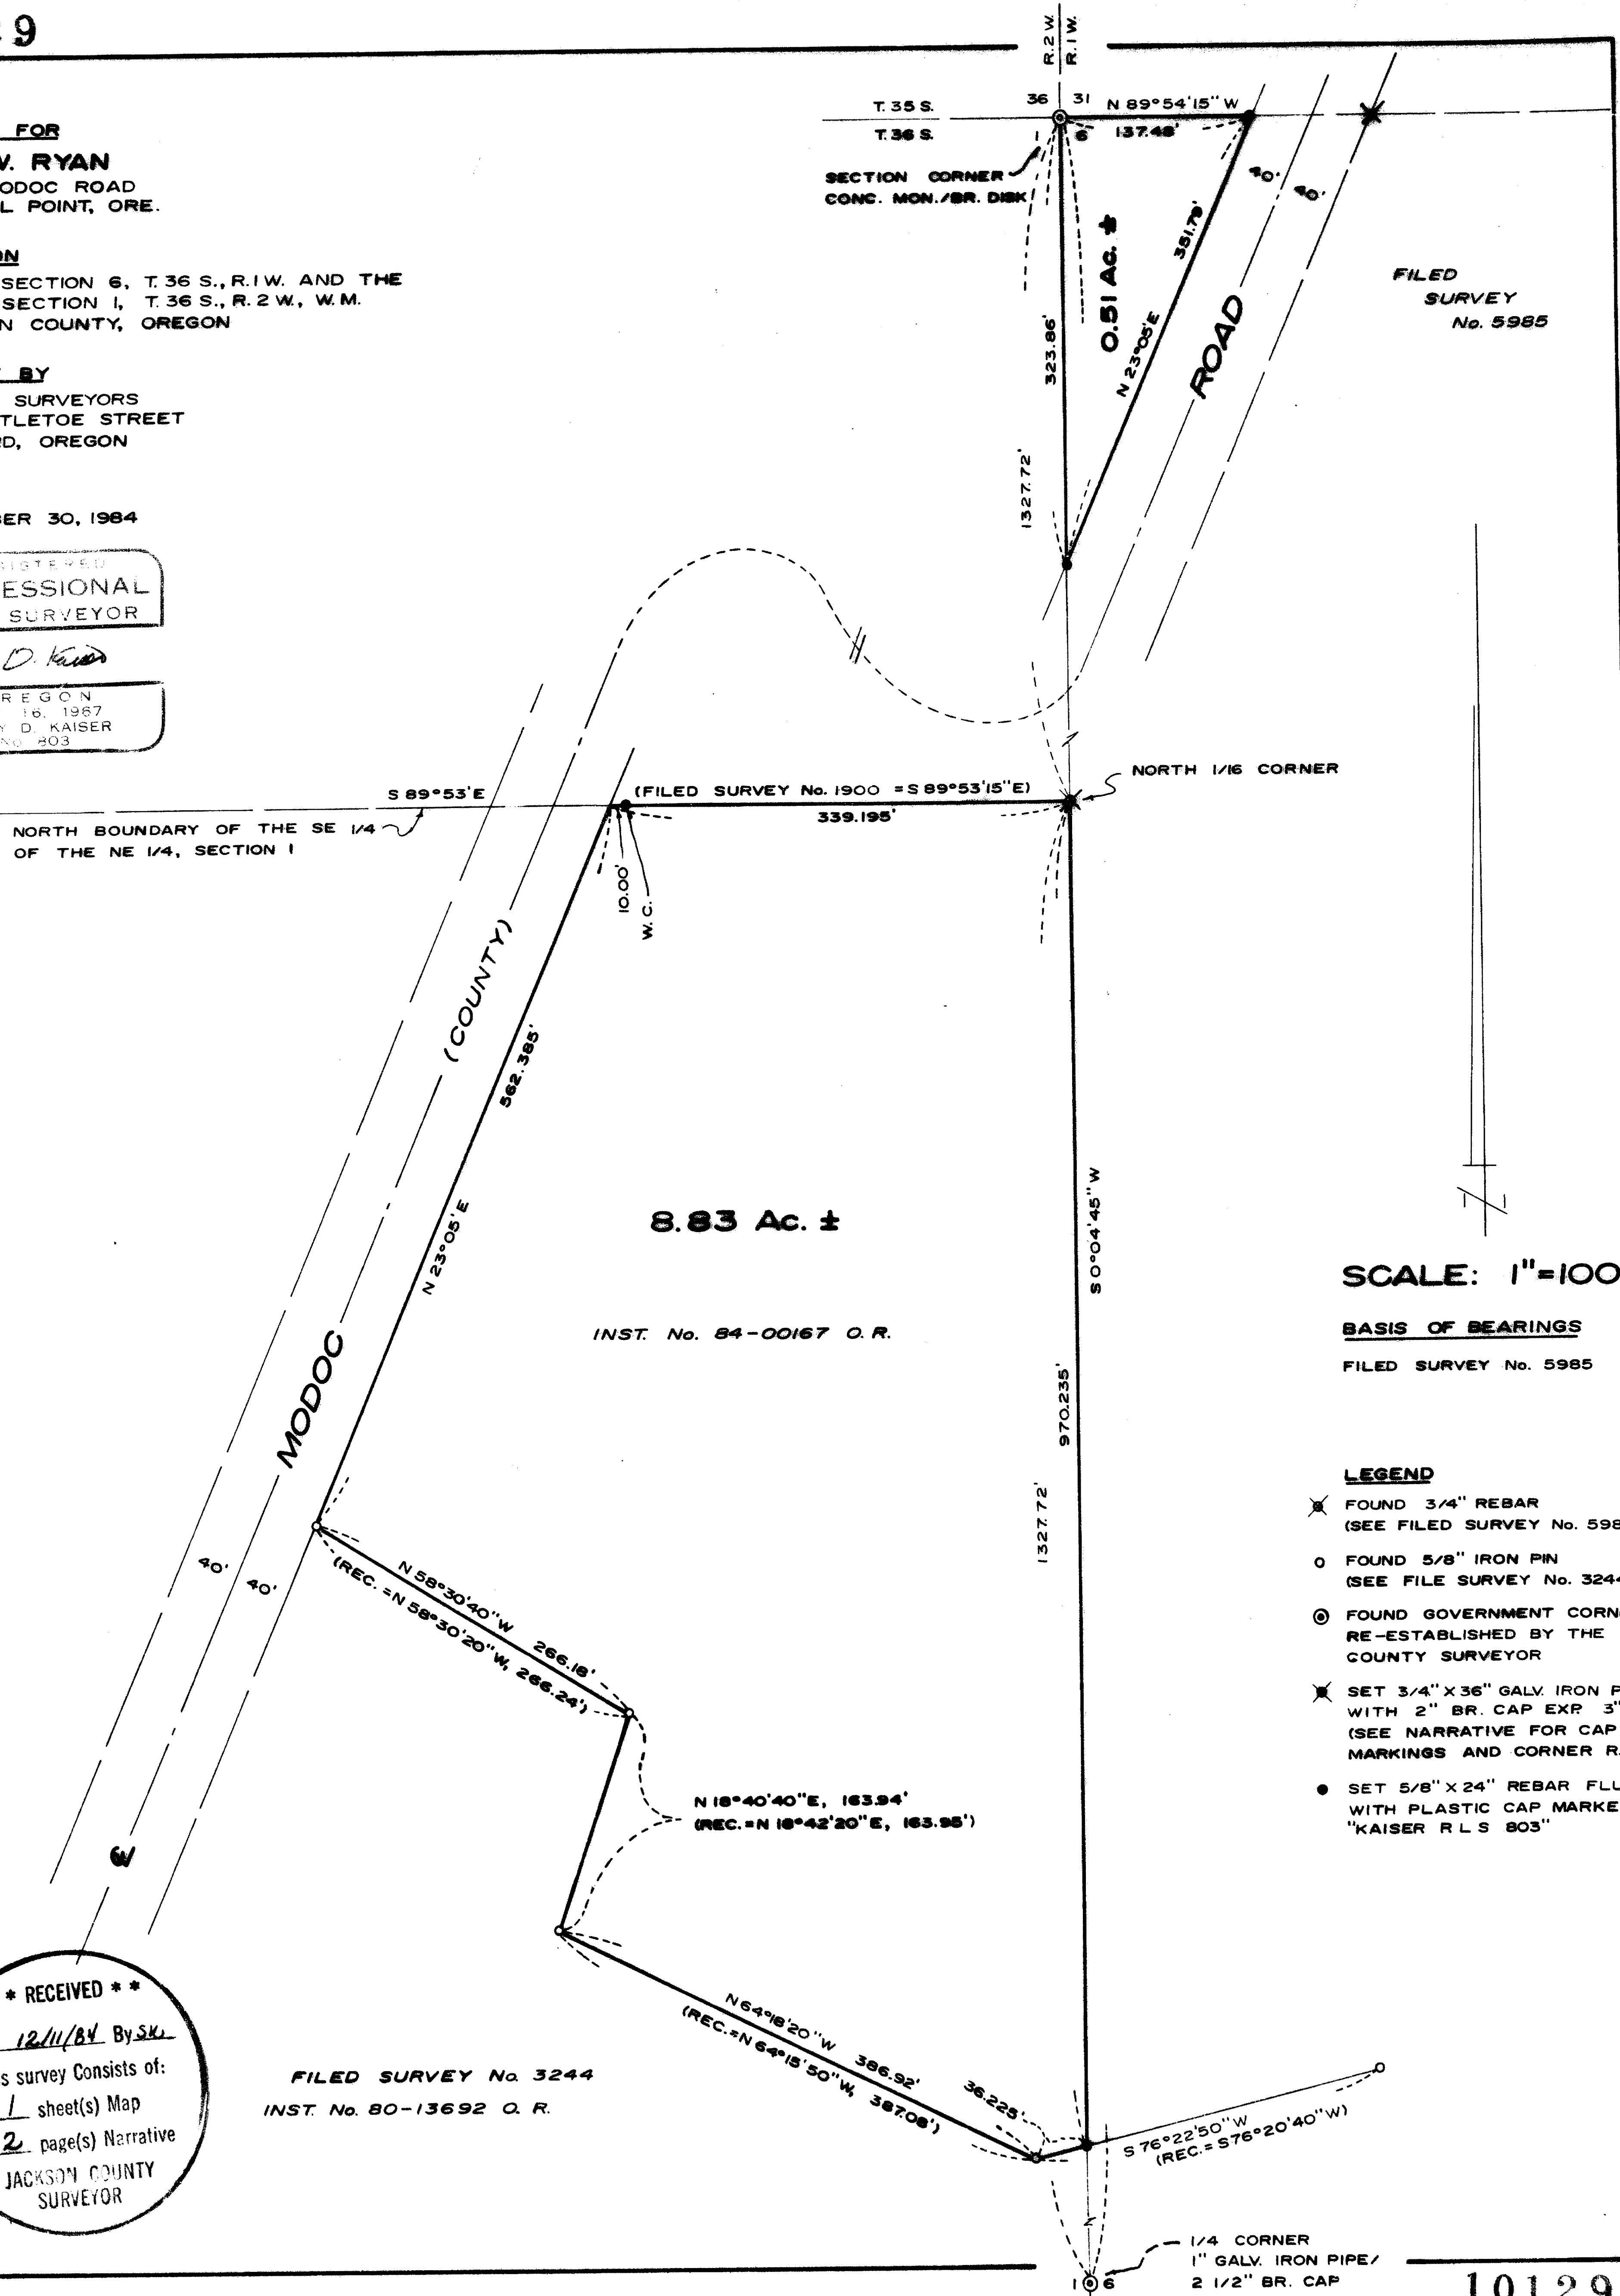 9
FOR
W. RYAN
ODOC ROAD
L POINT, ORE.
ON
SECTION 6, T. 36 S., R. 1 W. AND THE
SECTION 1, T. 36 S., R. 2 W., W.M.
N COUNTY, OREGON
BY
SURVEYORS
TLETOE STREET
D, OREGON
BER 30, 1984
ISTERED
ESSIONAL
SURVEYOR
D. Kaiser
REGON
16, 1967
Y D. KAISER
No 803
R. 2 W.
R. 1 W.
T. 35 S.
T. 36 S.
36 31
1 6
N 89°54'15" W
137.48'
SECTION CORNER
CONC. MON./BR. DISK
40'
40'
0.51 Ac. ±
351.79'
N 23°05'E
323.86'
1327.72'
ROAD
FILED
SURVEY
No. 5985
NORTH 1/16 CORNER
S 89°53'E
(FILED SURVEY No. 1900 = S 89°53'15"E)
339.195'
NORTH BOUNDARY OF THE SE 1/4
OF THE NE 1/4, SECTION 1
10.00'
W. C.
(COUNTY)
562.385'
N 23°05'E
MODOC
8.83 Ac. ±
INST. No. 84-00167 O. R.
S 0°04'45" W
970.235'
1327.72'
SCALE: 1"=100
BASIS OF BEARINGS
FILED SURVEY No. 5985
LEGEND
FOUND 3/4" REBAR
(SEE FILED SURVEY No. 598
FOUND 5/8" IRON PIN
(SEE FILE SURVEY No. 3244
FOUND GOVERNMENT CORN
RE-ESTABLISHED BY THE
COUNTY SURVEYOR
SET 3/4" X 36" GALV. IRON P
WITH 2" BR. CAP EXP. 3"
(SEE NARRATIVE FOR CAP
MARKINGS AND CORNER R
SET 5/8" X 24" REBAR FLU
WITH PLASTIC CAP MARKE
"KAISER R L S 803"
40'
40'
N 58°30'40" W 266.18'
(REC. = N 58°30'20" W, 266.24')
N 18°40'40"E, 163.94'
(REC. = N 18°42'20"E, 163.95')
N 64°18'20" W 386.92'
(REC. = N 64°15'50" W, 387.08')
36.225'
S 76°22'50" W
(REC. = S 76°20'40" W)
FILED SURVEY No. 3244
INST. No. 80-13692 O. R.
* RECEIVED * *
12/11/84 By
s survey Consists of:
1 sheet(s) Map
2 page(s) Narrative
JACKSON COUNTY
SURVEYOR
1/4 CORNER
1" GALV. IRON PIPE/
2 1/2" BR. CAP
1 6
10129